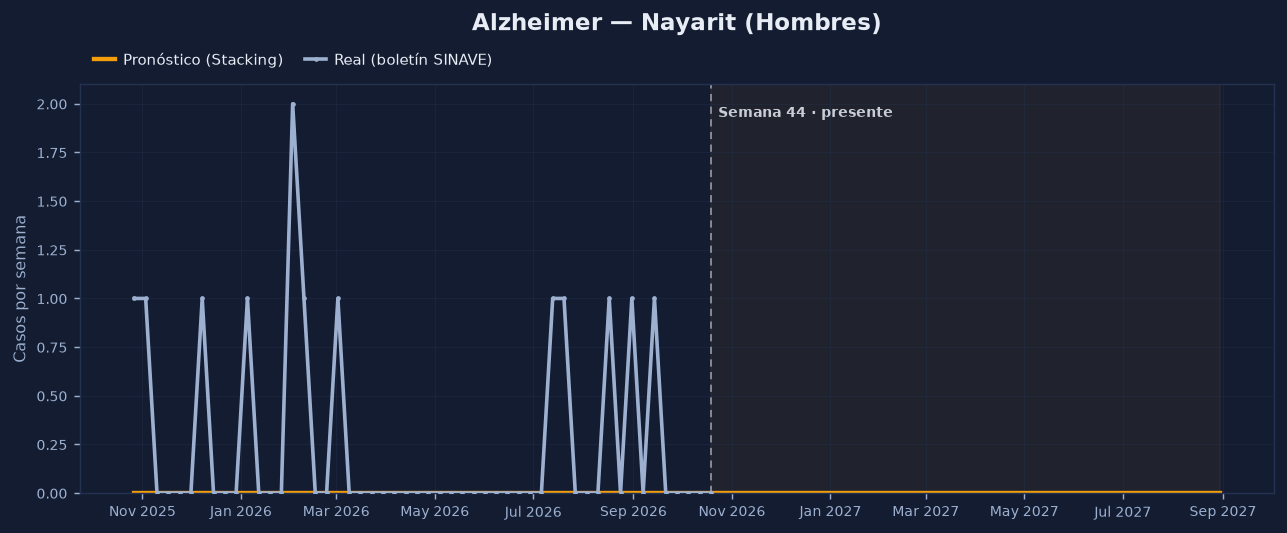 Alzheimer — Nayarit (Hombres)
Pronóstico (Stacking)
Real (boletín SINAVE)
Semana 44 · presente
Casos por semana
2.00
1.75
1.50
1.25
1.00
0.75
0.50
0.25
0.00
Nov 2025
Jan 2026
Mar 2026
May 2026
Jul 2026
Sep 2026
Nov 2026
Jan 2027
Mar 2027
May 2027
Jul 2027
Sep 2027